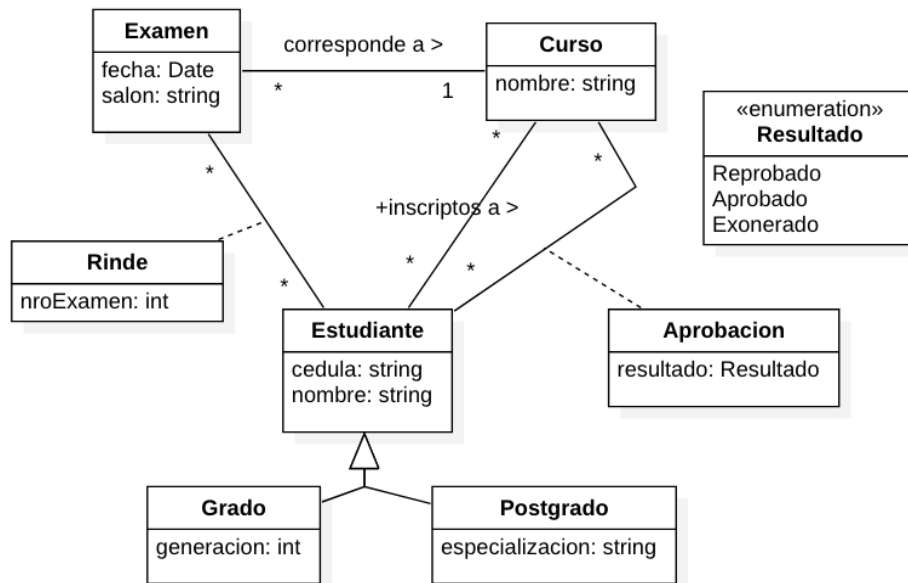 Examen
fecha: Date
salon: string
corresponde a >
*
1
Curso
nombre: string
«enumeration»
Resultado
Reprobado
Aprobado
Exonerado
*
*
*
+inscriptos a >
Rinde
nroExamen: int
*
*
*
Estudiante
cedula: string
nombre: string
Aprobacion
resultado: Resultado
Grado
generacion: int
Postgrado
especializacion: string